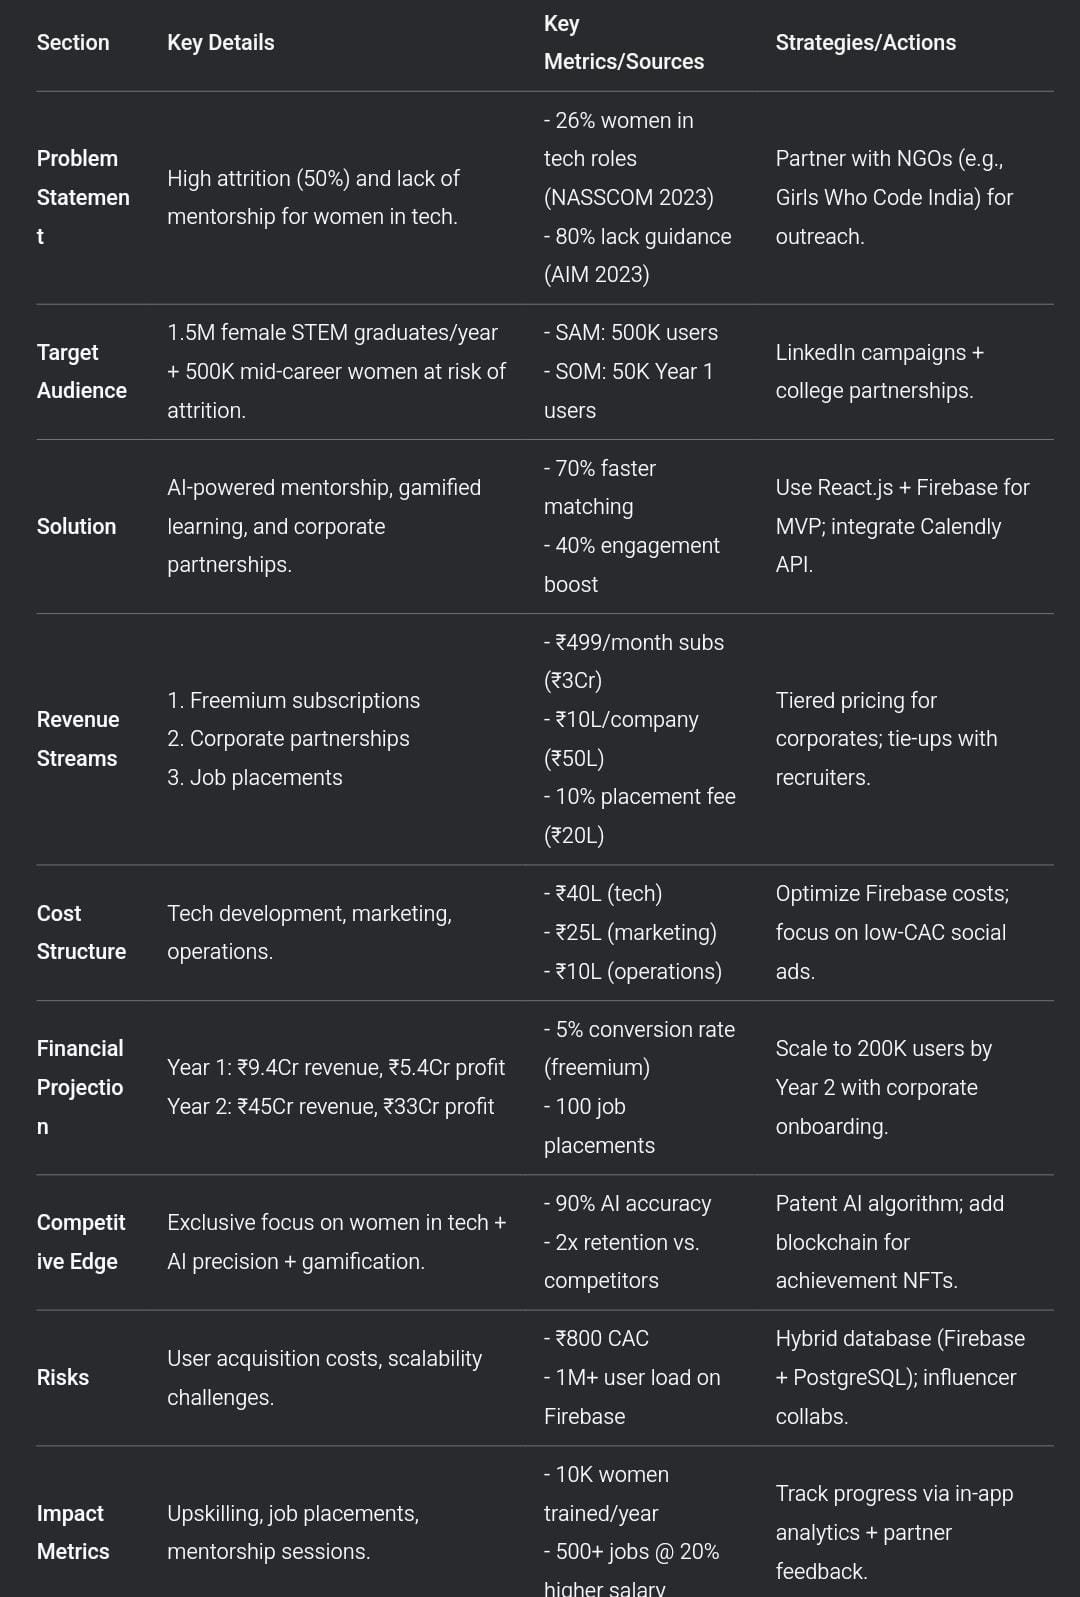 Section
Key Details
Key
Metrics/Sources
Strategies/Actions
Problem
Statemen
t
High attrition (50%) and lack of
mentorship for women in tech.
- 26% women in
tech roles
(NASSCOM 2023)
- 80% lack guidance
(AIM 2023)
Partner with NGOs (e.g.,
Girls Who Code India) for
outreach.
Target
Audience
1.5M female STEM graduates/year
+ 500K mid-career women at risk of
attrition.
- SAM: 500K users
- SOM: 50K Year 1
users
LinkedIn campaigns +
college partnerships.
Solution
AI-powered mentorship, gamified
learning, and corporate
partnerships.
- 70% faster
matching
- 40% engagement
boost
Use React.js + Firebase for
MVP; integrate Calendly
API.
Revenue
Streams
1. Freemium subscriptions
2. Corporate partnerships
3. Job placements
- ₹499/month subs
(₹3Cr)
- ₹10L/company
(₹50L)
- 10% placement fee
(₹20L)
Tiered pricing for
corporates; tie-ups with
recruiters.
Cost
Structure
Tech development, marketing,
operations.
- ₹40L (tech)
- ₹25L (marketing)
- ₹10L (operations)
Optimize Firebase costs;
focus on low-CAC social
ads.
Financial
Projectio
n
Year 1: ₹9.4Cr revenue, ₹5.4Cr profit
Year 2: ₹45Cr revenue, ₹33Cr profit
- 5% conversion rate
(freemium)
- 100 job
placements
Scale to 200K users by
Year 2 with corporate
onboarding.
Competit
ive Edge
Exclusive focus on women in tech +
AI precision + gamification.
- 90% AI accuracy
- 2x retention vs.
competitors
Patent AI algorithm; add
blockchain for
achievement NFTs.
Risks
User acquisition costs, scalability
challenges.
- ₹800 CAC
- 1M+ user load on
Firebase
Hybrid database (Firebase
+ PostgreSQL); influencer
collabs.
Impact
Metrics
Upskilling, job placements,
mentorship sessions.
- 10K women
trained/year
- 500+ jobs @ 20%
higher salary
Track progress via in-app
analytics + partner
feedback.